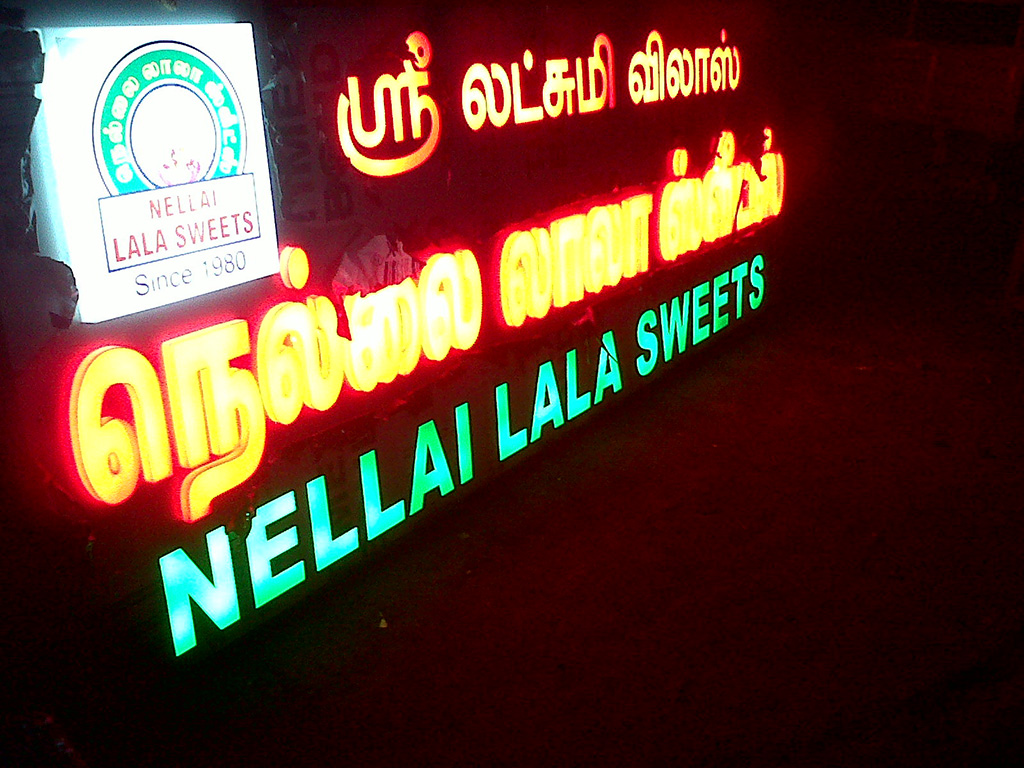 நெல்லை லாலா ஸ்வீட்ஸ்
NELLAI
LALA SWEETS
Since 1980
ஸ்ரீ லட்சுமி விலாஸ்
நெல்லை லாலா ஸ்வீட்ஸ்
NELLAI LALA SWEETS